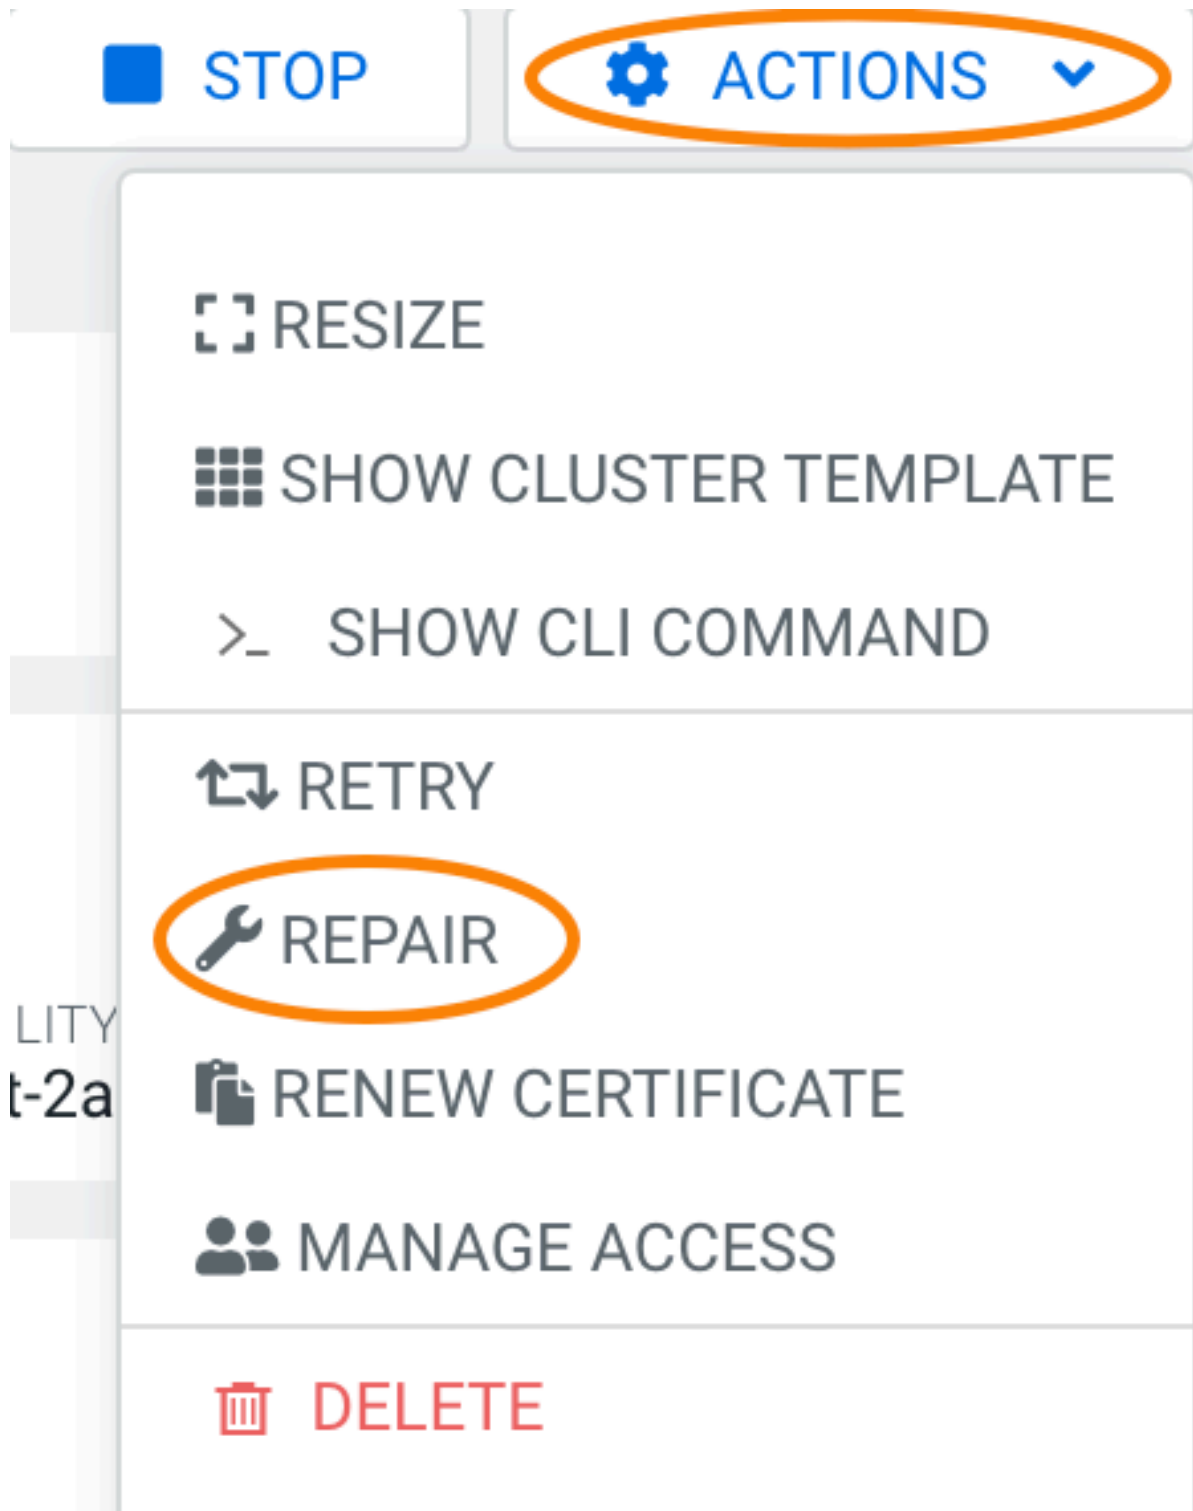 STOP ACTIONS
RESIZE
SHOW CLUSTER TEMPLATE
>_ SHOW CLI COMMAND
RETRY
REPAIR
LITY
t-2a
RENEW CERTIFICATE
MANAGE ACCESS
DELETE